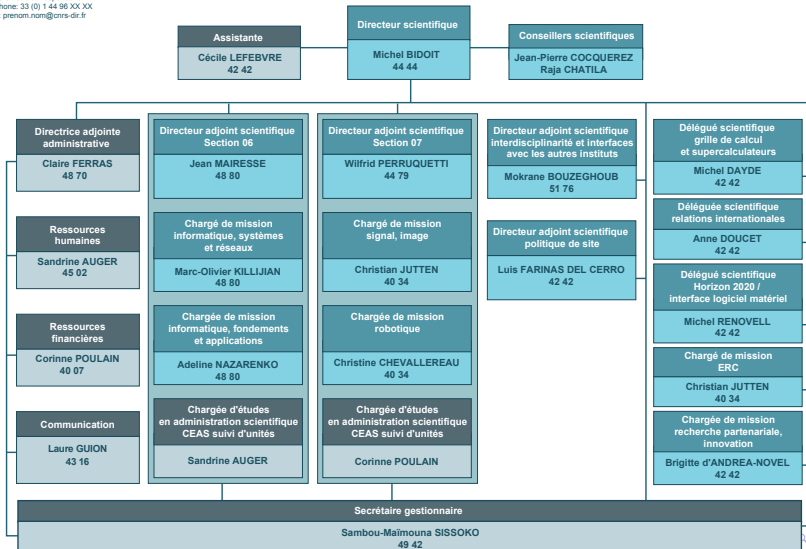 phone: 33 (0) 1 44 96 XX XX
: prenom.nom@cnrs-dir.fr
Directeur scientifique
Michel BIDOIT
44 44
Assistante
Cécile LEFEBVRE
42 42
Conseillers scientifiques
Jean-Pierre COCQUEREZ
Raja CHATILA
Directrice adjointe
administrative
Claire FERRAS
48 70
Ressources
humaines
Sandrine AUGER
45 02
Ressources
financières
Corinne POULAIN
40 07
Communication
Laure GUION
43 16
Directeur adjoint scientifique
Section 06
Jean MAIRESSE
48 80
Chargé de mission
informatique, systèmes
et réseaux
Marc-Olivier KILLIJIAN
48 80
Chargée de mission
informatique, fondements
et applications
Adeline NAZARENKO
48 80
Chargée d'études
en administration scientifique
CEAS suivi d'unités
Sandrine AUGER
Directeur adjoint scientifique
Section 07
Wilfrid PERRUQUETTI
44 79
Chargé de mission
signal, image
Christian JUTTEN
40 34
Chargée de mission
robotique
Christine CHEVALLEREAU
40 34
Chargée d'études
en administration scientifique
CEAS suivi d'unités
Corinne POULAIN
Directeur adjoint scientifique
interdisciplinarité et interfaces
avec les autres instituts
Mokrane BOUZEGHOUB
51 76
Directeur adjoint scientifique
politique de site
Luis FARINAS DEL CERRO
42 42
Délégué scientifique
grille de calcul
et supercalculateurs
Michel DAYDE
42 42
Déléguée scientifique
relations internationales
Anne DOUCET
42 42
Délégué scientifique
Horizon 2020 /
interface logiciel matériel
Michel RENOVELL
42 42
Chargé de mission
ERC
Christian JUTTEN
40 34
Chargée de mission
recherche partenariale,
innovation
Brigitte d'ANDREA-NOVEL
42 42
Secrétaire gestionnaire
Sambou-Maïmouna SISSOKO
49 42